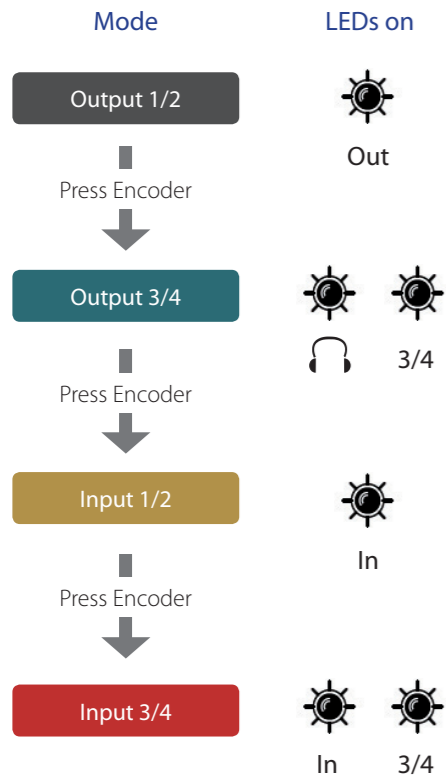 Mode LEDs on
Output 1/2
Out
Press Encoder
Output 3/4
3/4
Press Encoder
Input 1/2
In
Press Encoder
Input 3/4
In 3/4